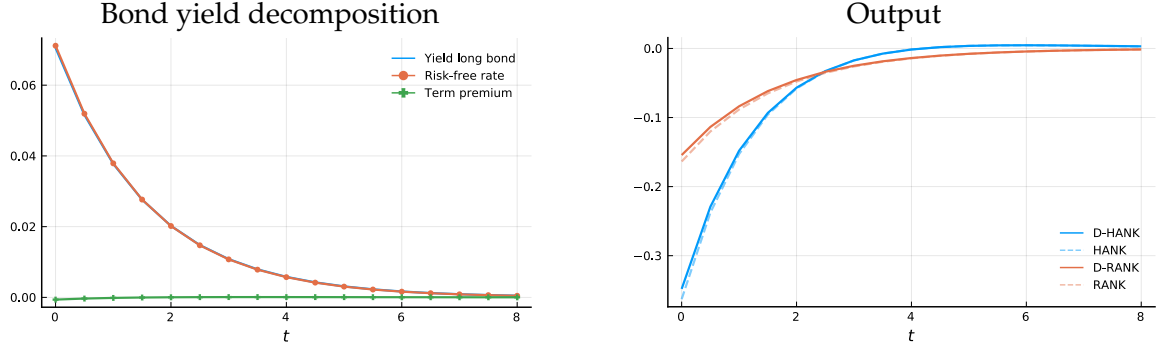 Bond yield decomposition
0.06
0.04
0.02
0.00
Yield long bond
Risk-free rate
Term premium
0
2
4
6
8
t
Output
0.0
−0.1
−0.2
−0.3
D-HANK
HANK
D-RANK
RANK
0
2
4
6
8
t